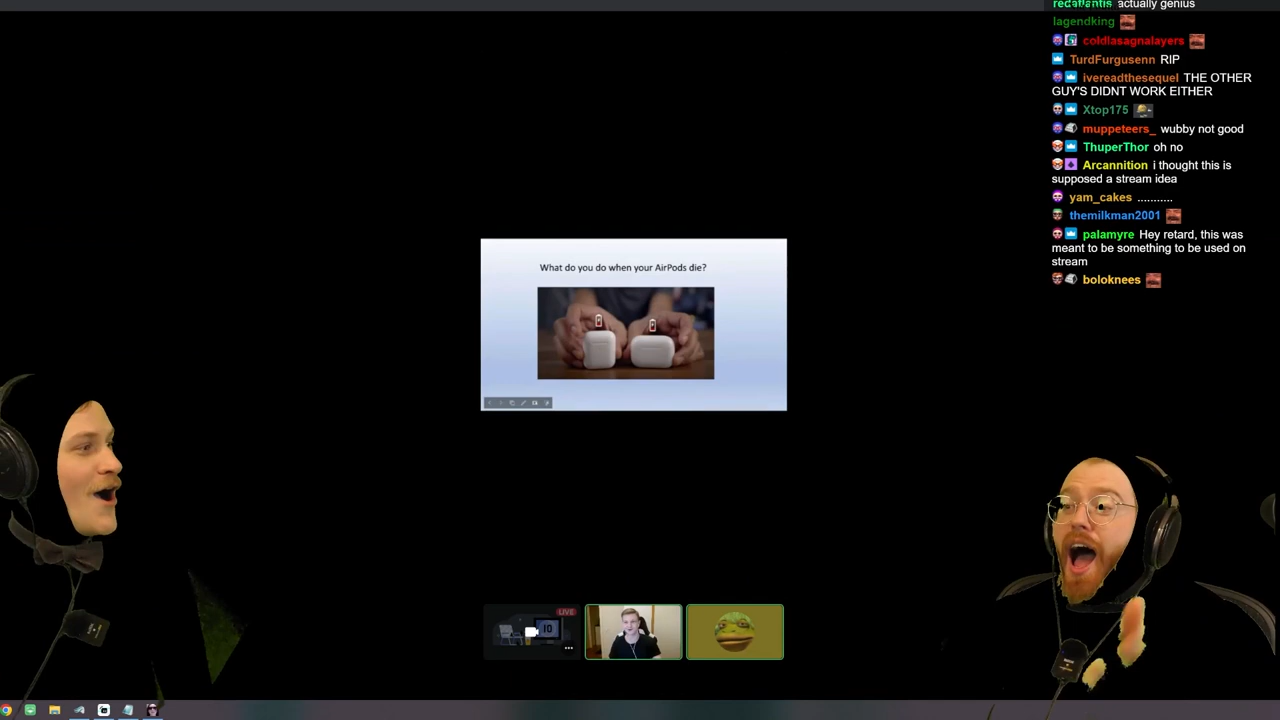 redatlantis actually genius
lagendking
coldlasagnalayers
TurdFurgusenn RIP
ivereadthesequel THE OTHER
GUY'S DIDNT WORK EITHER
Xtop175
muppeteers_ wubby not good
ThuperThor oh no
Arcannition i thought this is
supposed a stream idea
yam_cakes ...........
themilkman2001
palamyre Hey retard, this was
meant to be something to be used on
stream
boloknees
What do you do when your AirPods die?
LIVE
10